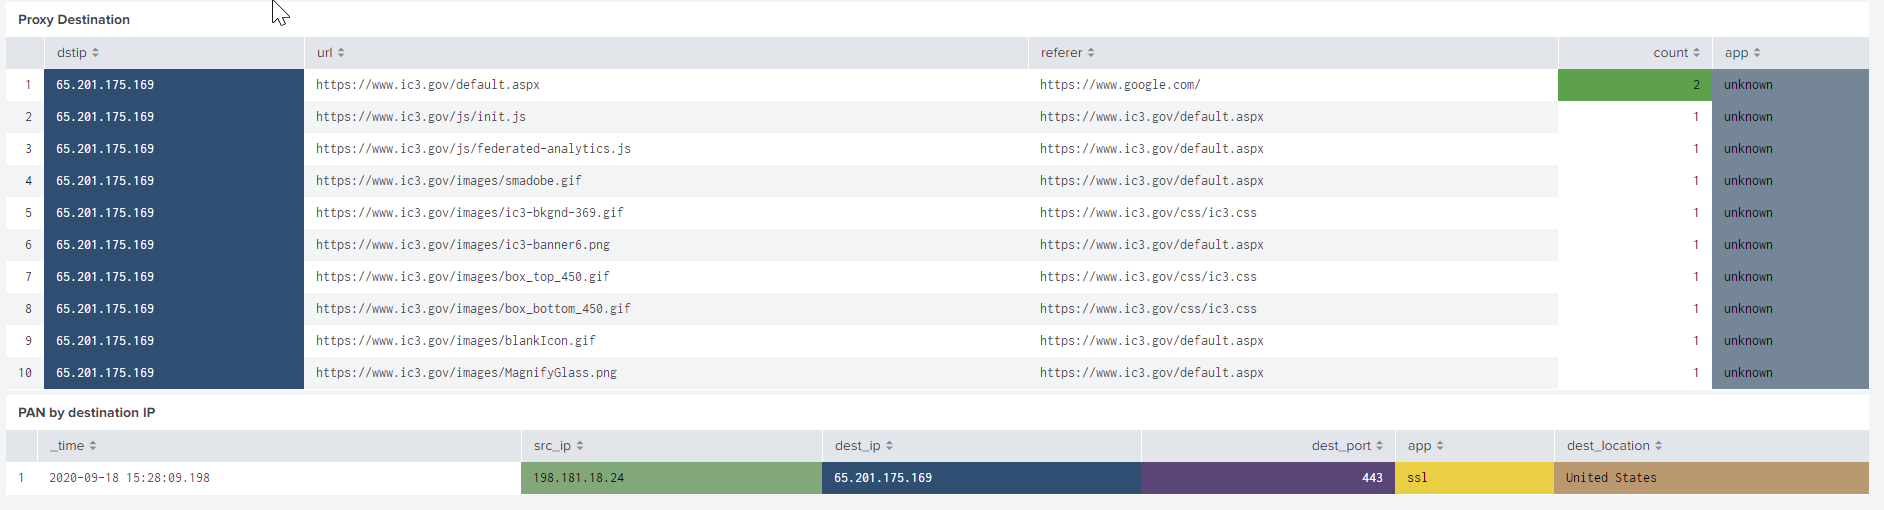 Proxy Destination
dstip url referer count app
1 65.201.175.169 https://www.ic3.gov/default.aspx https://www.google.com/ 2 unknown
2 65.201.175.169 https://www.ic3.gov/js/init.js https://www.ic3.gov/default.aspx 1 unknown
3 65.201.175.169 https://www.ic3.gov/js/federated-analytics.js https://www.ic3.gov/default.aspx 1 unknown
4 65.201.175.169 https://www.ic3.gov/images/smadobe.gif https://www.ic3.gov/default.aspx 1 unknown
5 65.201.175.169 https://www.ic3.gov/images/ic3-bkgnd-369.gif https://www.ic3.gov/css/ic3.css 1 unknown
6 65.201.175.169 https://www.ic3.gov/images/ic3-banner6.png https://www.ic3.gov/default.aspx 1 unknown
7 65.201.175.169 https://www.ic3.gov/images/box_top_450.gif https://www.ic3.gov/css/ic3.css 1 unknown
8 65.201.175.169 https://www.ic3.gov/images/box_bottom_450.gif https://www.ic3.gov/css/ic3.css 1 unknown
9 65.201.175.169 https://www.ic3.gov/images/blankIcon.gif https://www.ic3.gov/default.aspx 1 unknown
10 65.201.175.169 https://www.ic3.gov/images/MagnifyGlass.png https://www.ic3.gov/default.aspx 1 unknown
PAN by destination IP
_time src_ip dest_ip dest_port app dest_location
1 2020-09-18 15:28:09.198 198.181.18.24 65.201.175.169 443 ssl United States